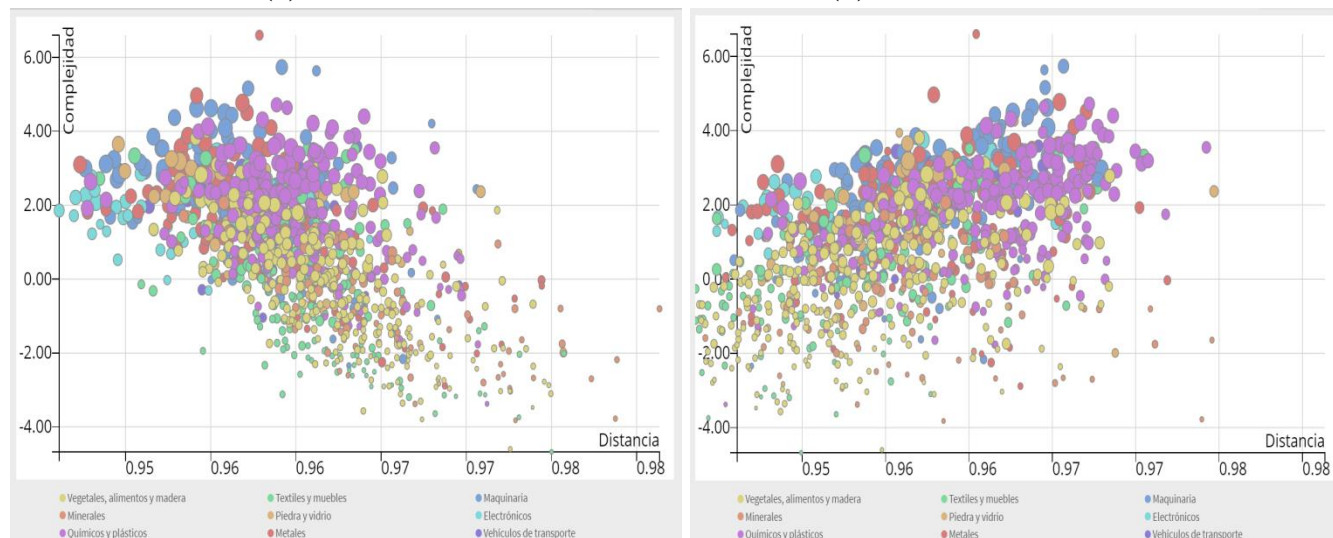 Complejidad
6.00
4.00
2.00
0.00
-2.00
-4.00
Distancia
0.95
0.96
0.96
0.97
0.97
0.98
0.98
Vegetales, alimentos y madera
Textiles y muebles
Maquinaria
Minerales
Piedra y vidrio
Electrónicos
Químicos y plásticos
Metales
Vehículos de transporte
Complejidad
6.00
4.00
2.00
0.00
-2.00
-4.00
Distancia
0.95
0.96
0.96
0.97
0.97
0.98
0.98
Vegetales, alimentos y madera
Textiles y muebles
Maquinaria
Minerales
Piedra y vidrio
Electrónicos
Químicos y plásticos
Metales
Vehículos de transporte